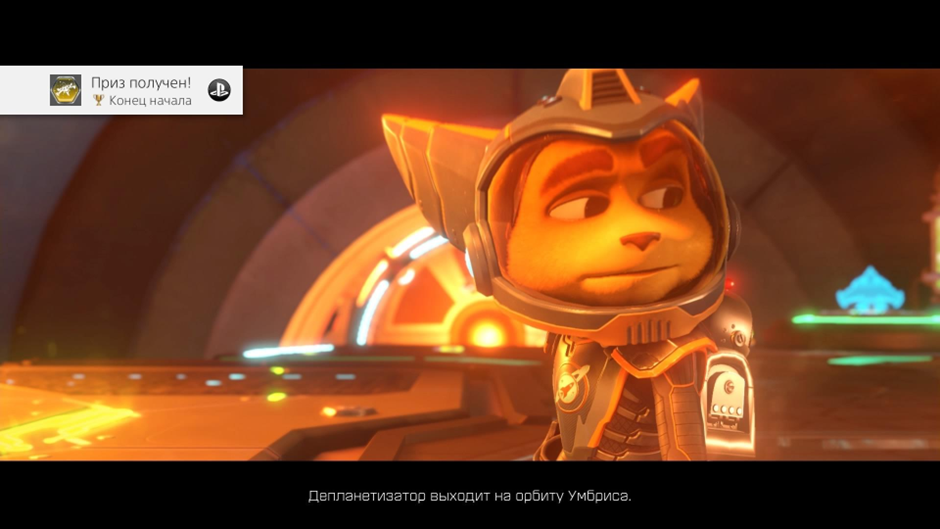 Приз получен!
Конец начала
Депланетизатор выходит на орбиту Умбриса.